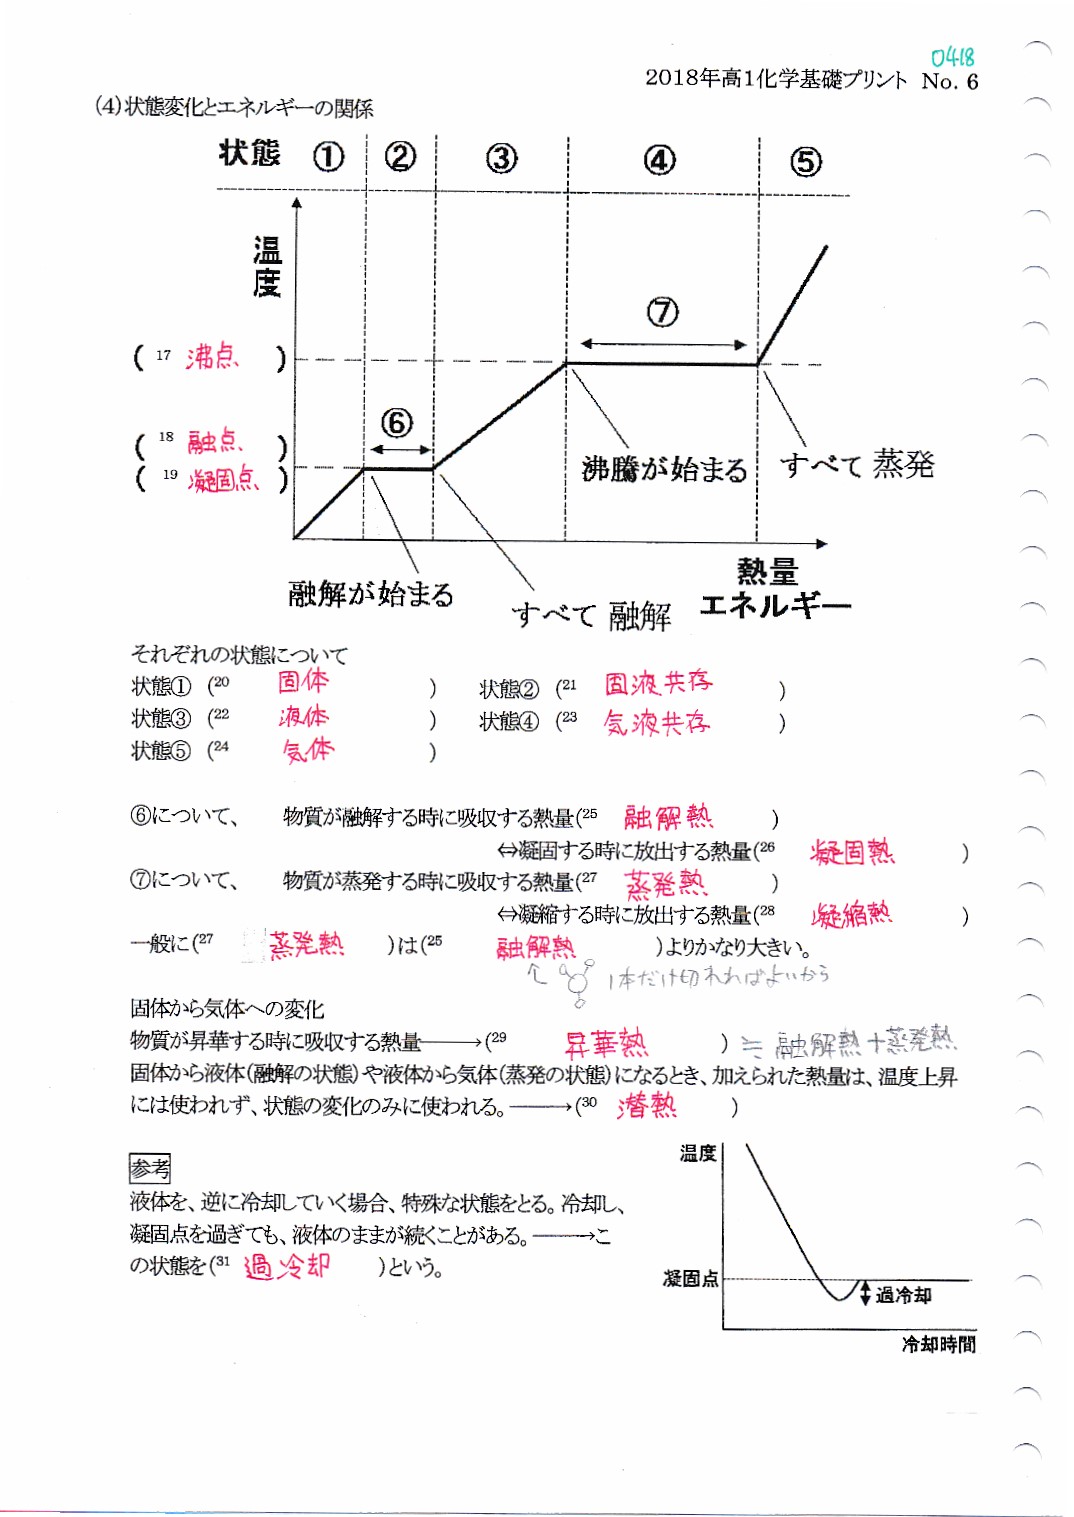 0418
2018年高1化学基礎プリント No. 6
(4)状態変化とエネルギーの関係
状態 ① ② ③ ④ ⑤
温度
⑦
( 17 沸点 )
⑥
( 18 融点 )
( 19 凝固点 )
沸騰が始まる すべて 蒸発
融解が始まる すべて 融解
熱量
エネルギー
それぞれの状態について
状態① (20 固体 ) 状態② (21 固液共存 )
状態③ (22 液体 ) 状態④ (23 気液共存 )
状態⑤ (24 気体 )
⑥について、 物質が融解する時に吸収する熱量(25 融解熱 )
⇔凝固する時に放出する熱量(26 凝固熱 )
⑦について、 物質が蒸発する時に吸収する熱量(27 蒸発熱 )
⇔凝縮する時に放出する熱量(28 凝縮熱 )
一般に(27 蒸発熱 )は(25 融解熱 )よりかなり大きい。
↑ 1本だけ切れればよいから
固体から気体への変化
物質が昇華する時に吸収する熱量――→(29 昇華熱 ) ≒ 融解熱+蒸発熱
固体から液体(融解の状態)や液体から気体(蒸発の状態)になるとき、加えられた熱量は、温度上昇
には使われず、状態の変化のみに使われる。――→(30 潜熱 )
参考
液体を、逆に冷却していく場合、特殊な状態をとる。冷却し、
凝固点を過ぎても、液体のままが続くことがある。――→こ
の状態を(31 過冷却 )という。
温度
凝固点
過冷却
冷却時間